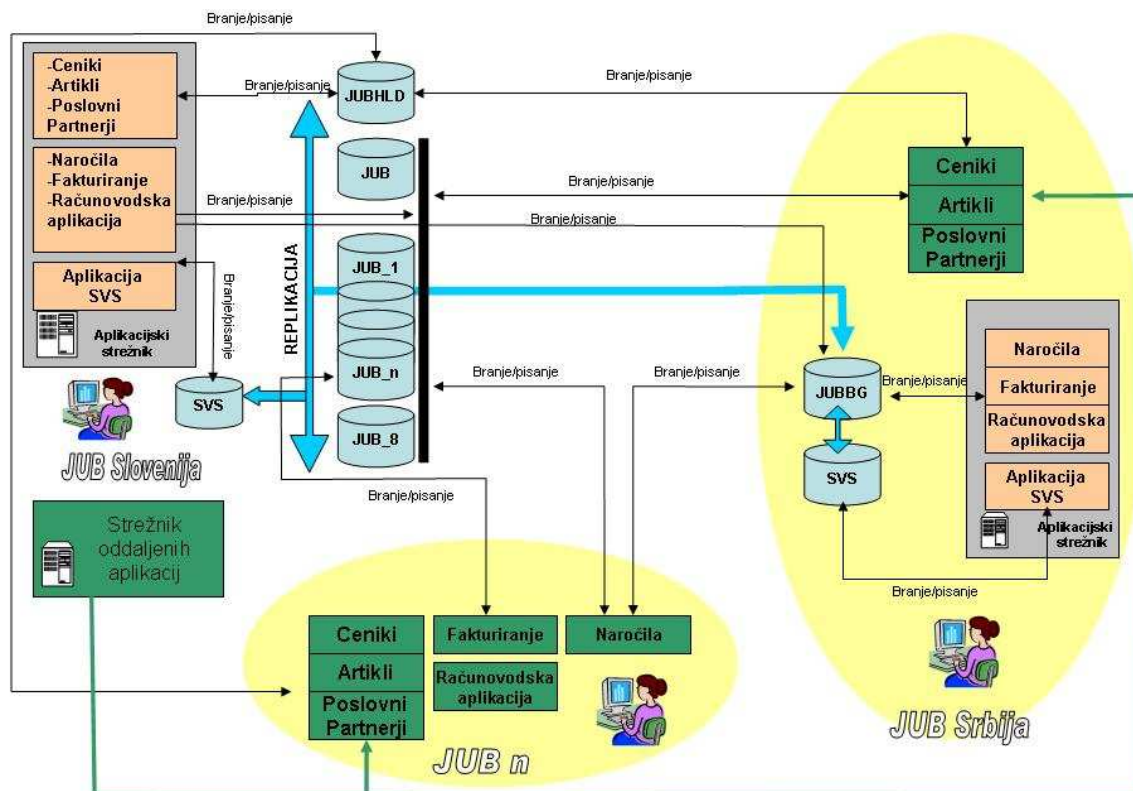 Branje/pisanje
-Ceniki
-Artikli
-Poslovni
Partnerji
-Naročila
-Fakturiranje
-Računovodska
aplikacija
Aplikacija
SVS
Aplikacijski
strežnik
JUB Slovenija
Branje/pisanje
Branje/pisanje
Branje/pisanje
Branje/pisanje
SVS
REPLIKACIJA
JUBHLD
JUB
JUB_1
JUB_n
JUB_8
Branje/pisanje
Branje/pisanje
Branje/pisanje
Branje/pisanje
Branje/pisanje
Ceniki
Artikli
Poslovni
Partnerji
JUBBG
SVS
Branje/pisanje
Naročila
Fakturiranje
Računovodska
aplikacija
Aplikacija
SVS
Aplikacijski
strežnik
Branje/pisanje
JUB Srbija
Strežnik
oddaljenih
aplikacij
Branje/pisanje
Ceniki
Artikli
Poslovni
Partnerji
Fakturiranje
Računovodska
aplikacija
Naročila
JUB n